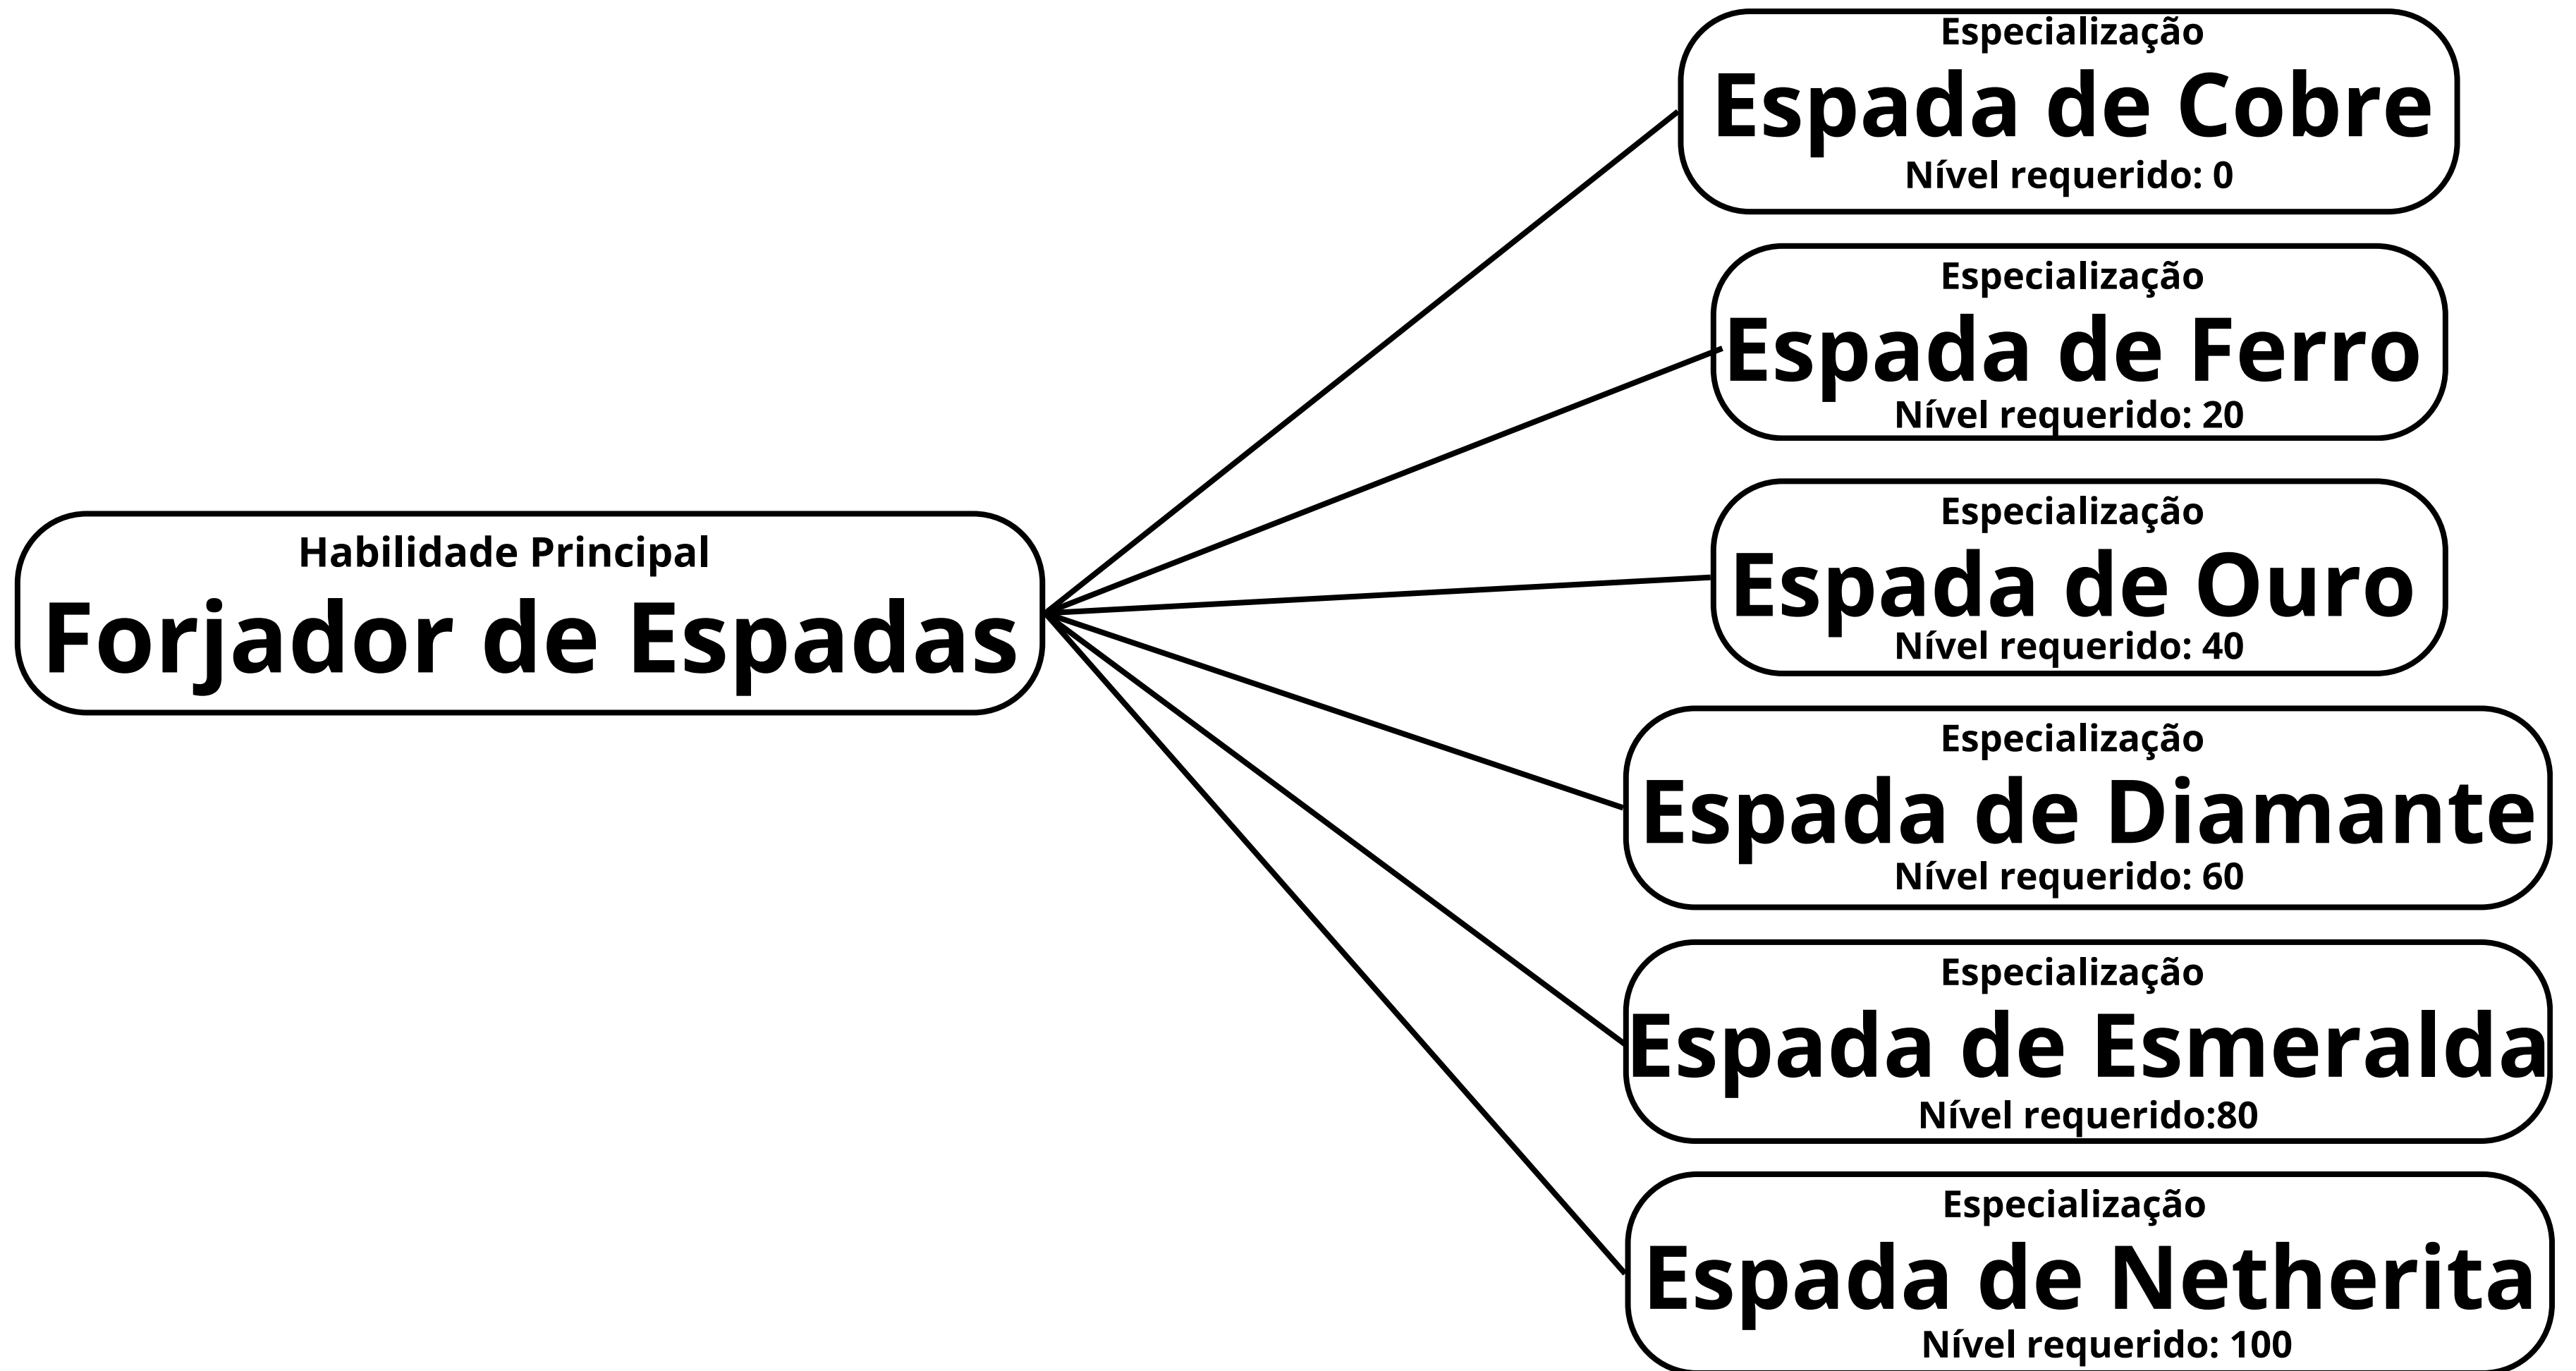 Especialização
Espada de Cobre
Nível requerido: 0
Especialização
Espada de Ferro
Nível requerido: 20
Especialização
Espada de Ouro
Nível requerido: 40
Habilidade Principal
Forjador de Espadas
Especialização
Espada de Diamante
Nível requerido: 60
Especialização
Espada de Esmeralda
Nível requerido:80
Especialização
Espada de Netherita
Nível requerido: 100